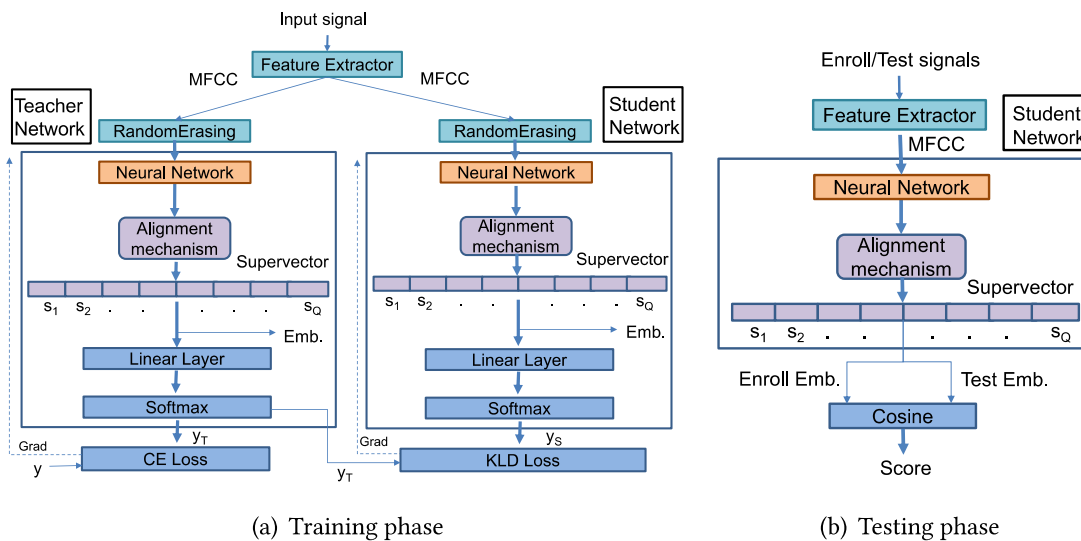 Input signal
Feature Extractor
MFCC
MFCC
Teacher
Network
RandomErasing
Neural Network
Alignment
mechanism
Supervector
s1 s2 . . . . . sQ
Emb.
Linear Layer
Softmax
yT
Grad
y
CE Loss
yT
Student
Network
RandomErasing
Neural Network
Alignment
mechanism
Supervector
s1 s2 . . . . . sQ
Emb.
Linear Layer
Softmax
yS
Grad
KLD Loss
(a) Training phase
Enroll/Test signals
Feature Extractor
Student
Network
MFCC
Neural Network
Alignment
mechanism
Supervector
s1 s2 . . . . . sQ
Enroll Emb.
Test Emb.
Cosine
Score
(b) Testing phase